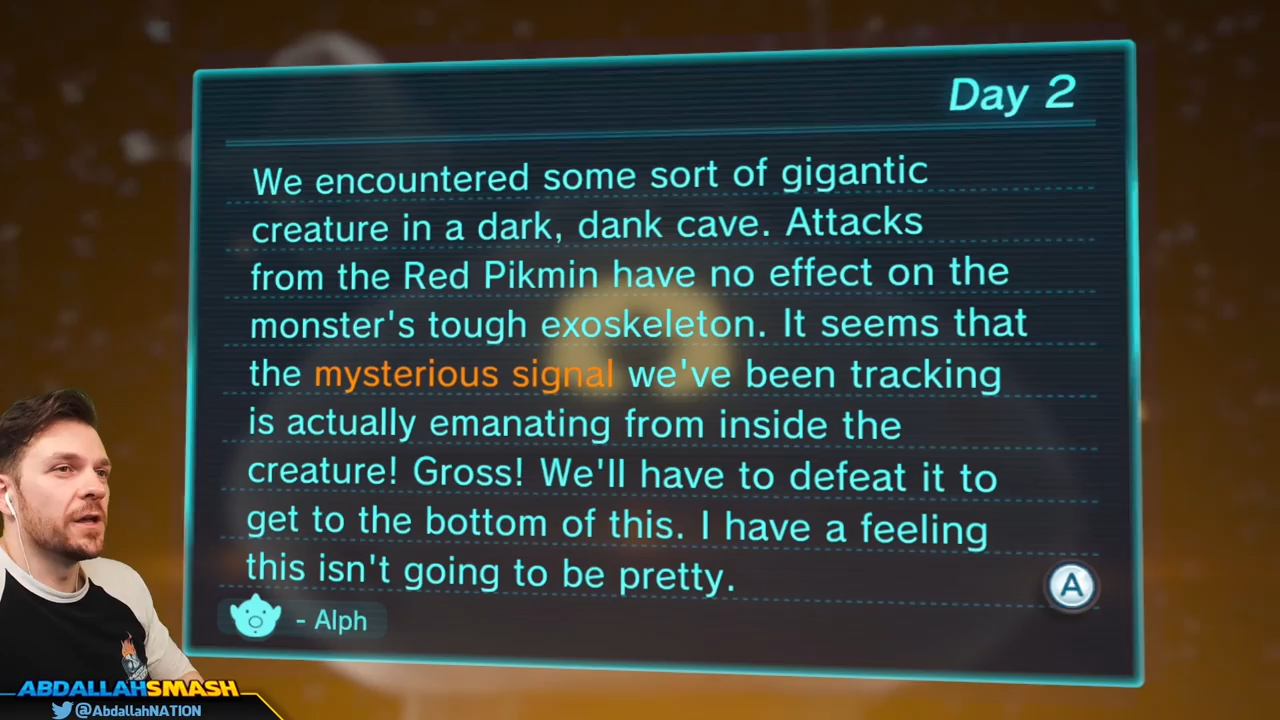 Day 2
We encountered some sort of gigantic
creature in a dark, dank cave. Attacks
from the Red Pikmin have no effect on the
monster's tough exoskeleton. It seems that
the mysterious signal we've been tracking
is actually emanating from inside the
creature! Gross! We'll have to defeat it to
get to the bottom of this. I have a feeling
this isn't going to be pretty.
A
- Alph
ABDALLAHSMASH
@AbdallahNATION